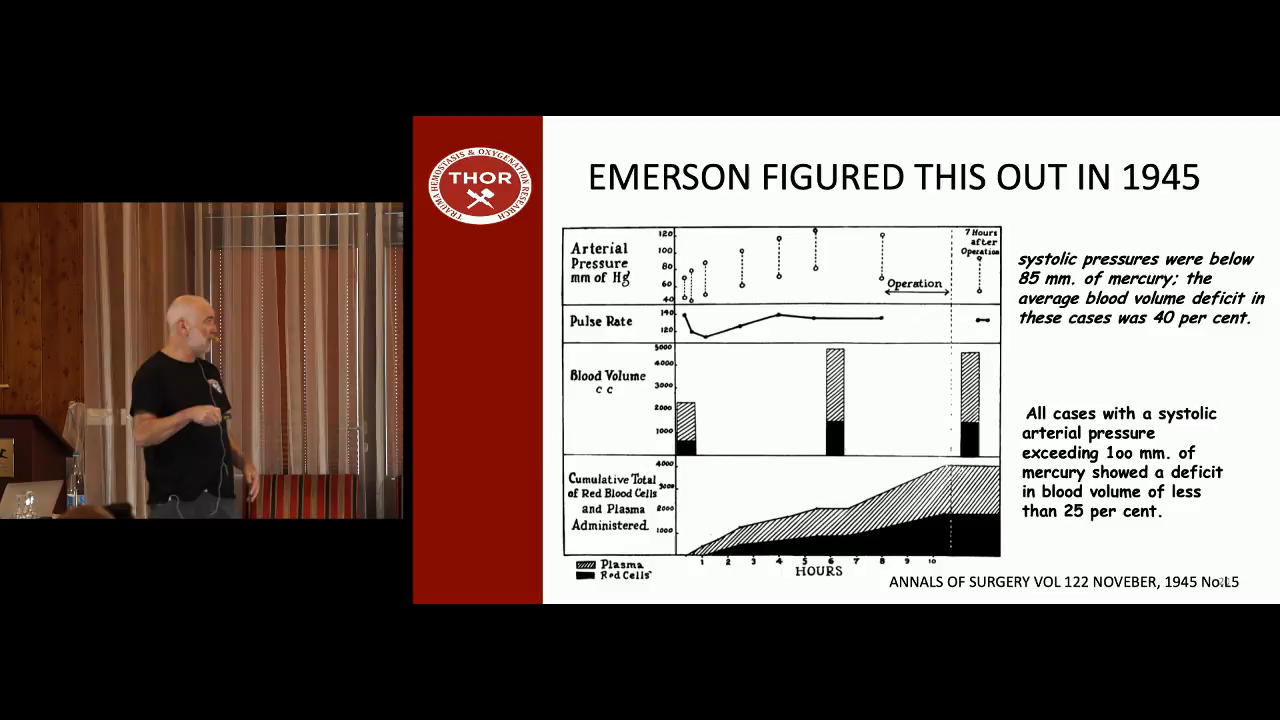 TRAUMA HEMOSTASIS & OXYGENATION RESEARCH
THOR
EMERSON FIGURED THIS OUT IN 1945
Arterial
Pressure
mm of Hg
120
100
80
60
40
7 Hours
after
Operation
Operation
Pulse Rate
140
120
Blood Volume
c c
5000
4000
3000
2000
1000
Cumulative Total
of Red Blood Cells
and Plasma
Administered
4000
3000
2000
1000
1 2 3 4 5 6 7 8 9 10
HOURS
Plasma
Red Cells
systolic pressures were below
85 mm. of mercury; the
average blood volume deficit in
these cases was 40 per cent.
All cases with a systolic
arterial pressure
exceeding 1oo mm. of
mercury showed a deficit
in blood volume of less
than 25 per cent.
ANNALS OF SURGERY VOL 122 NOVEBER, 1945